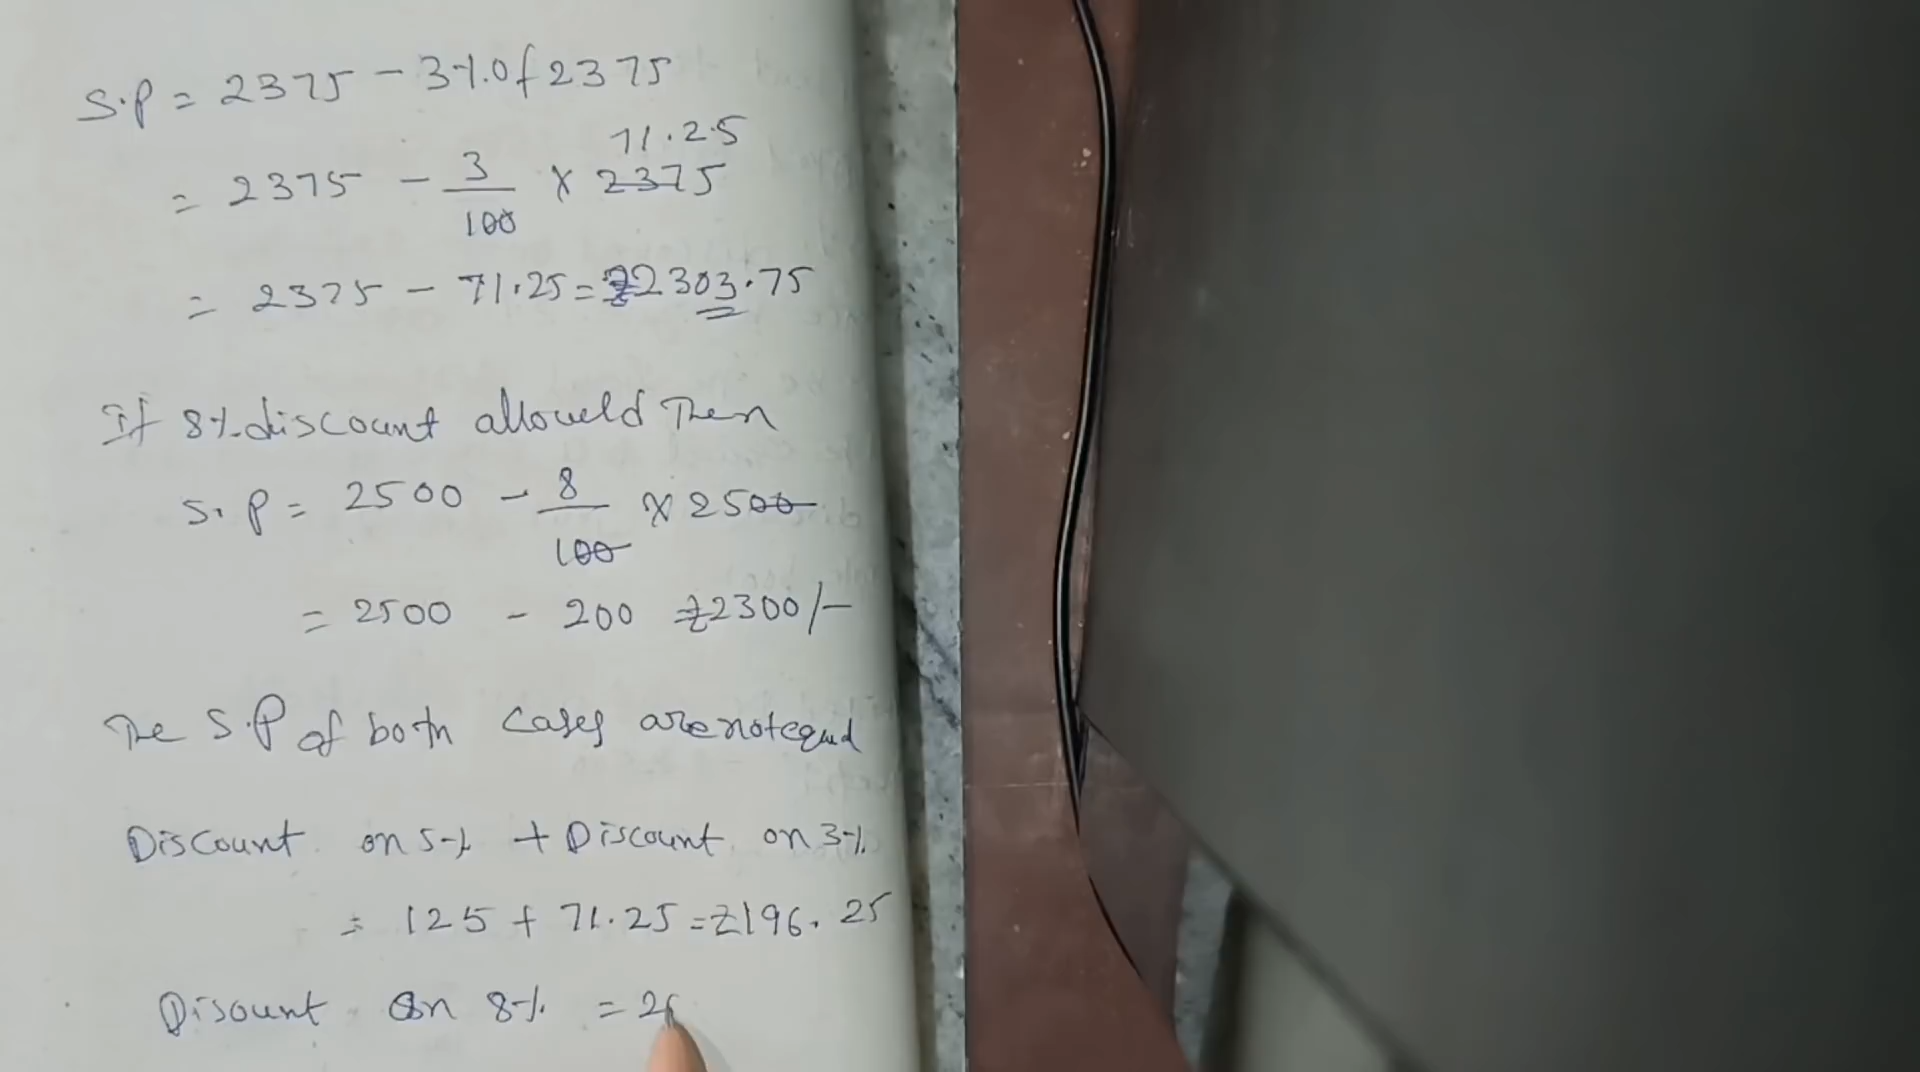 S.P = 2375 - 3% of 2375
71.25
= 2375 - 3/100 × 2375
= 2375 - 71.25 = ₹2303.75
If 8% discount allowed Then
S.P = 2500 - 8/100 × 2500
= 2500 - 200 = ₹2300/-
The S.P of both cases are not equal
Discount on 5% + Discount on 3%
= 125 + 71.25 = ₹196.25
Disount on 8% = 20